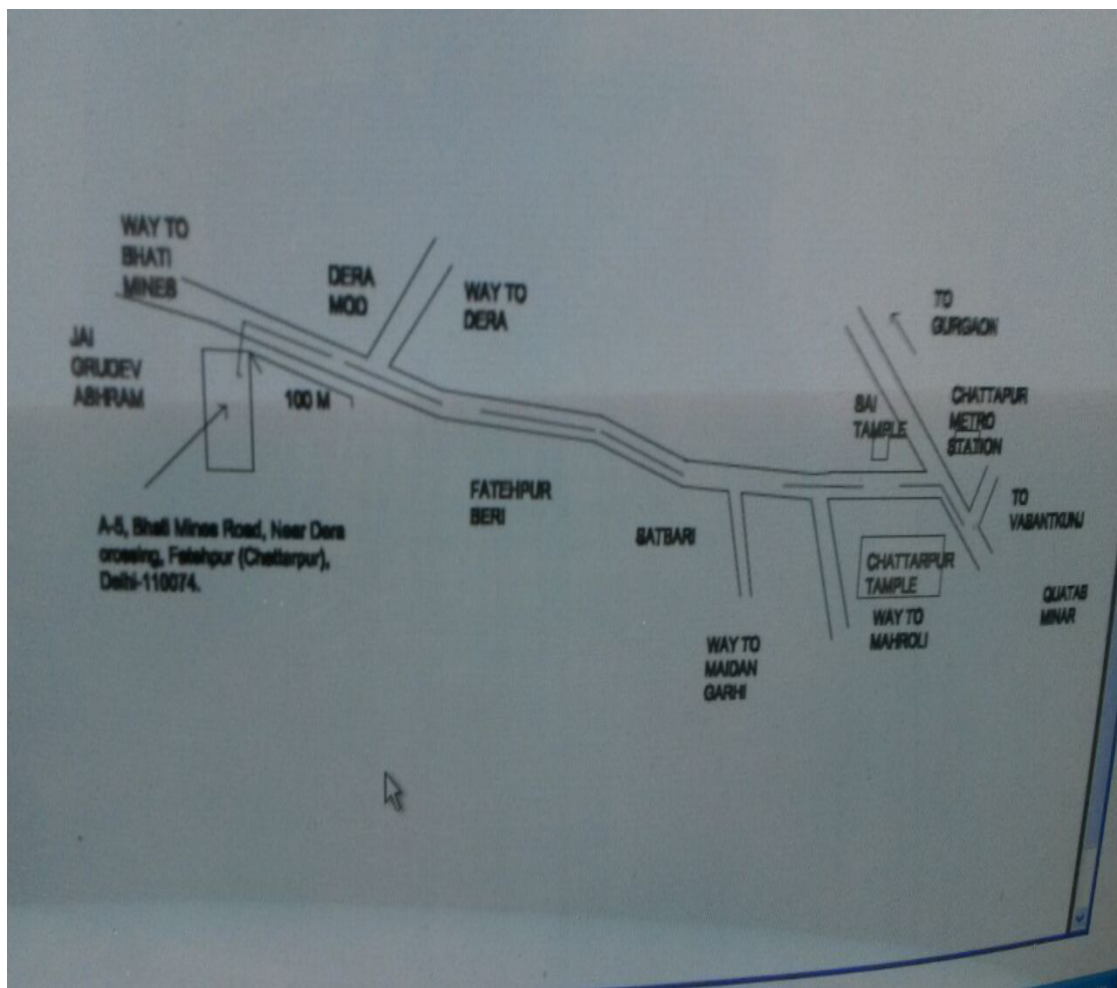 WAY TO
BHATI
MINES
DERA
MOD
WAY TO
DERA
TO
GURGAON
JAI
GRUDEV
ASHRAM
100 M
SAI
TAMPLE
CHATTAPUR
METRO
STATION
FATEHPUR
BERI
SATBARI
TO
VASANTKUNJ
A-5, Bhati Mines Road, Near Dera
crossing, Fatehpur (Chattarpur),
Delhi-110074.
CHATTARPUR
TAMPLE
QUATAB
MINAR
WAY TO
MAHROLI
WAY TO
MAIDAN
GARHI